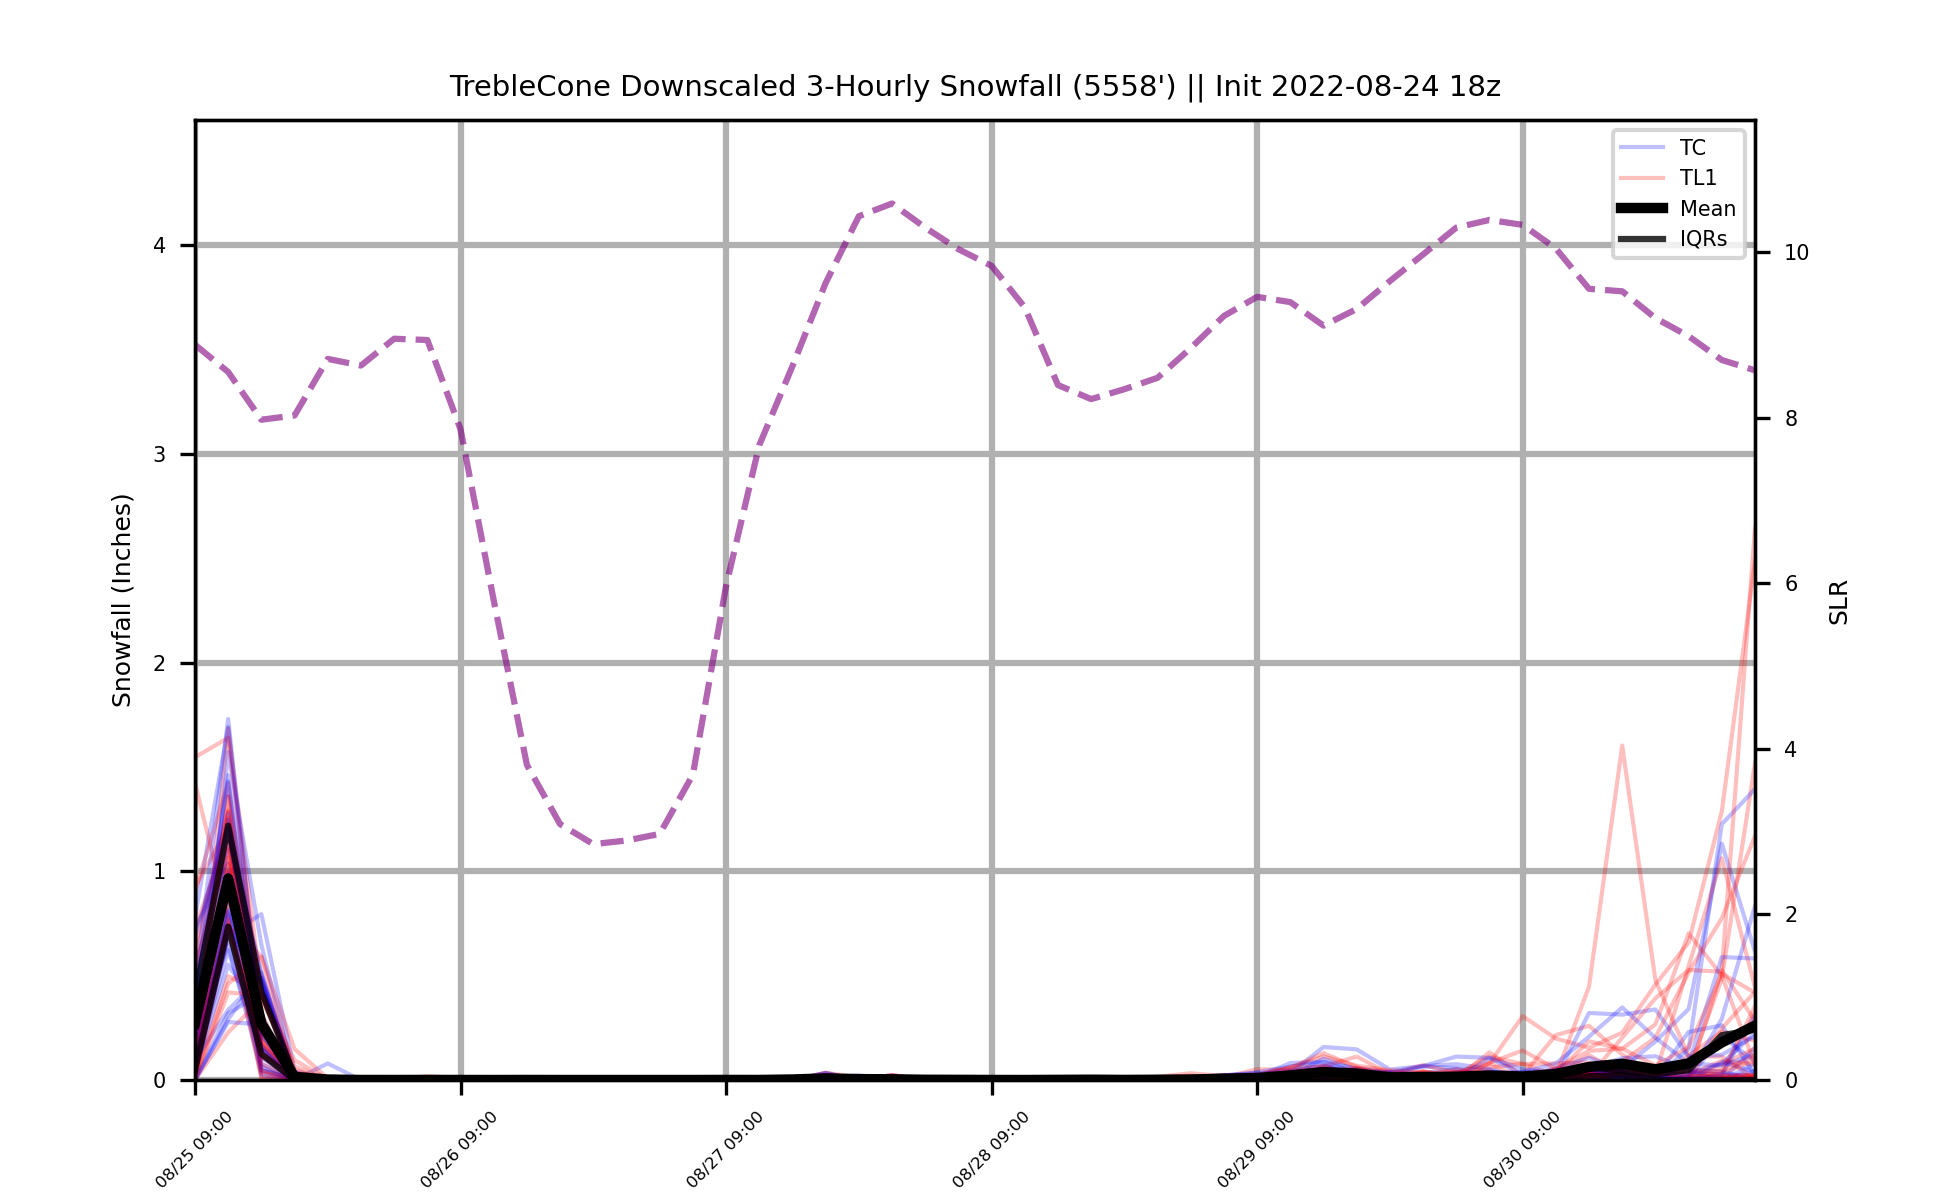 TrebleCone Downscaled 3-Hourly Snowfall (5558') || Init 2022-08-24 18z
TC
TL1
Mean
IQRs
Snowfall (Inches)
4
3
2
1
0
SLR
10
8
6
4
2
0
08/25 09:00
08/26 09:00
08/27 09:00
08/28 09:00
08/29 09:00
08/30 09:00